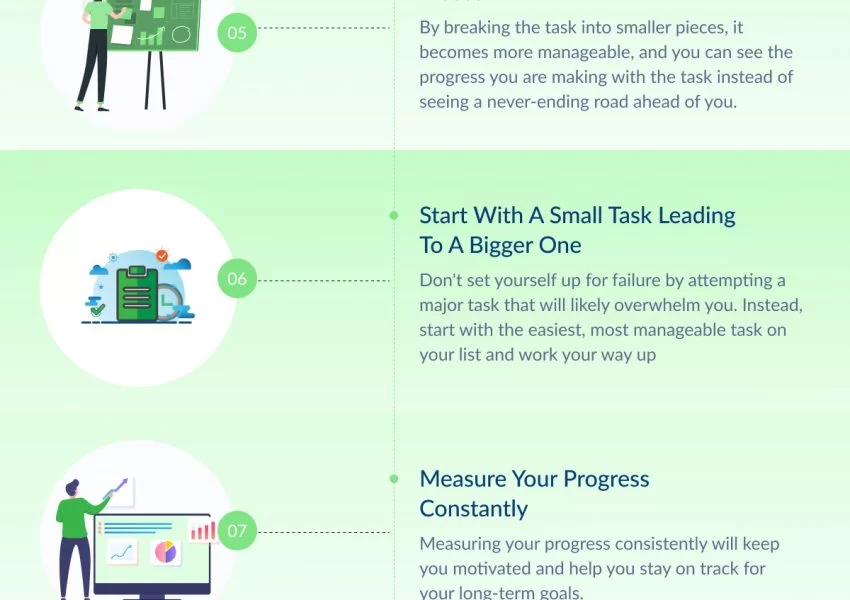 05
By breaking the task into smaller pieces, it
becomes more manageable, and you can see the
progress you are making with the task instead of
seeing a never-ending road ahead of you.
06
Start With A Small Task Leading
To A Bigger One
Don't set yourself up for failure by attempting a
major task that will likely overwhelm you. Instead,
start with the easiest, most manageable task on
your list and work your way up
07
Measure Your Progress
Constantly
Measuring your progress consistently will keep
you motivated and help you stay on track for
your long-term goals.